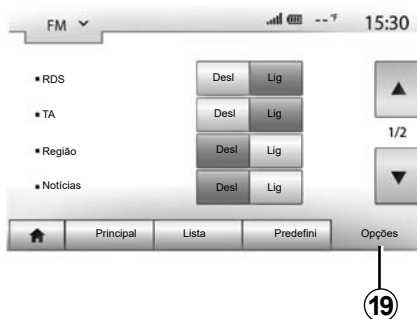 FM -- °F 15:30
RDS Desl Lig
TA Desl Lig
1/2
Região Desl Lig
Notícias Desl Lig
Principal Lista Predefini Opções
19